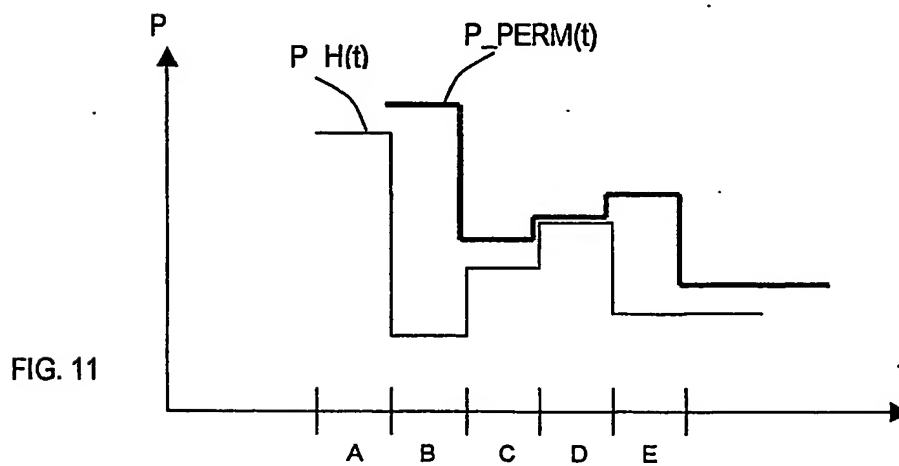 P
P_PERM(t)
P H(t)
FIG. 11
A B C D E